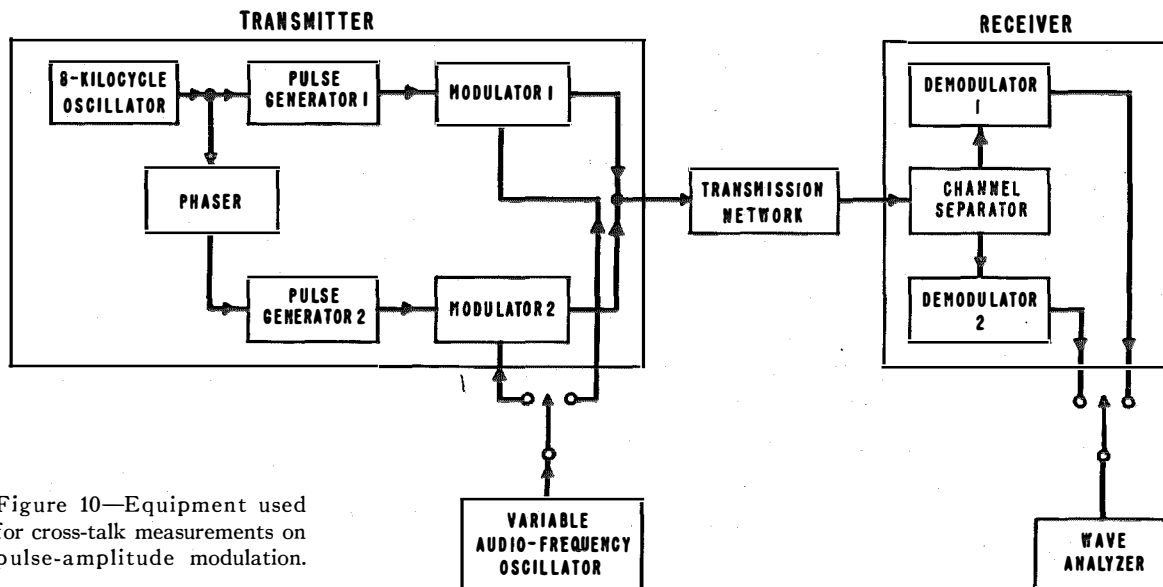 TRANSMITTER
RECEIVER
8-KILOCYCLE
OSCILLATOR
PULSE
GENERATOR 1
MODULATOR 1
DEMODULATOR
1
PHASER
TRANSMISSION
NETWORK
CHANNEL
SEPARATOR
PULSE
GENERATOR 2
MODULATOR 2
DEMODULATOR
2
Figure 10—Equipment used
for cross-talk measurements on
pulse-amplitude modulation.
VARIABLE
AUDIO-FREQUENCY
OSCILLATOR
WAVE
ANALYZER